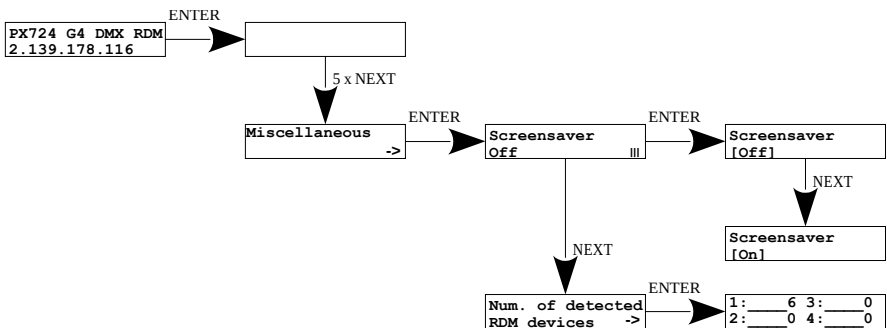 ENTER
PX724 G4 DMX RDM
2.139.178.116
5 x NEXT
Miscellaneous
->
ENTER
Screensaver
Off III
ENTER
Screensaver
[Off]
NEXT
Screensaver
[On]
NEXT
Num. of detected
RDM devices ->
ENTER
1:____6 3:____0
2:____0 4:____0